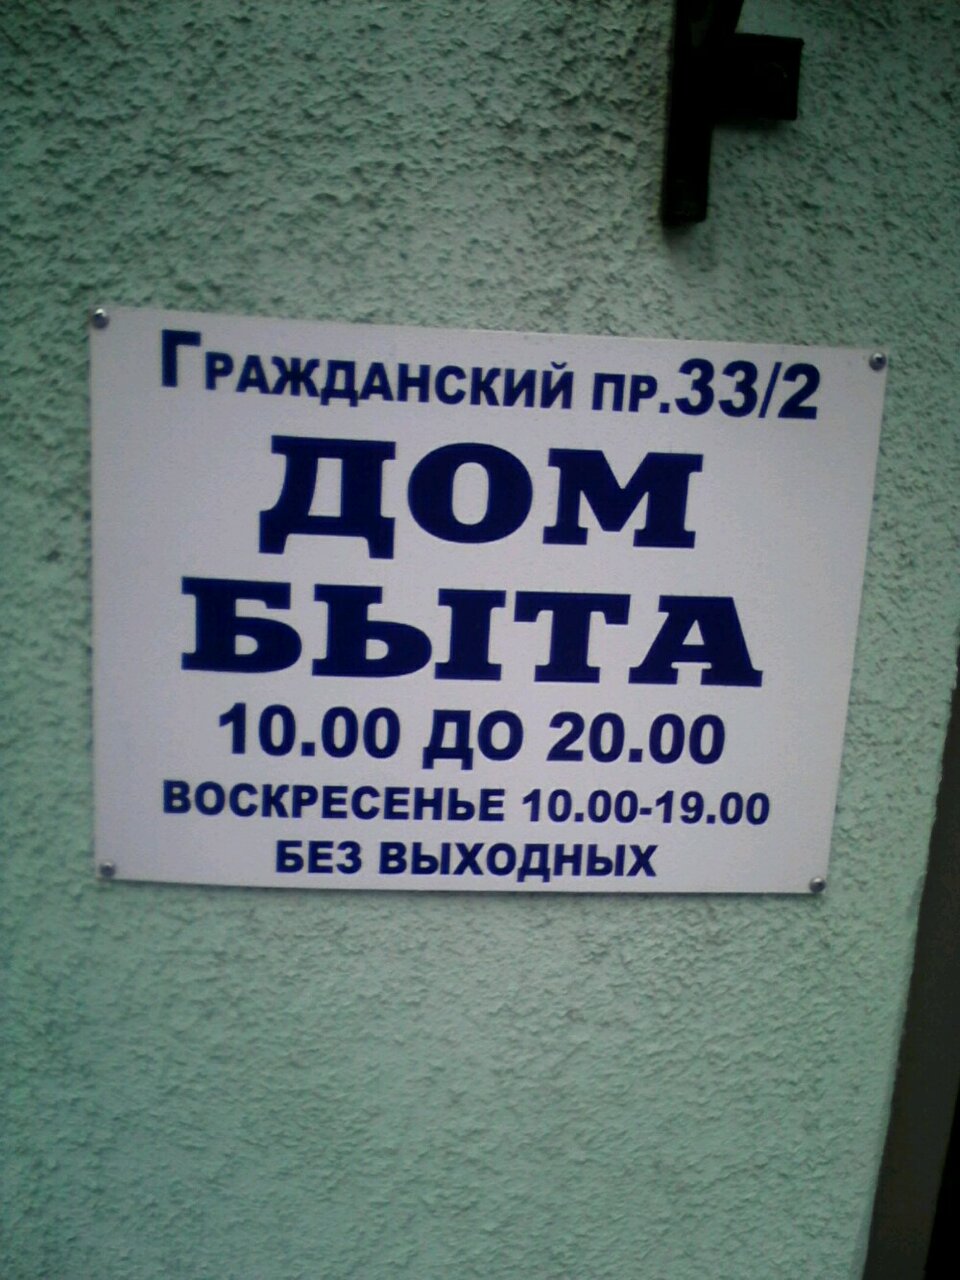 Гражданский пр.33/2
ДОМ
БЫТА
10.00 ДО 20.00
ВОСКРЕСЕНЬЕ 10.00-19.00
БЕЗ ВЫХОДНЫХ